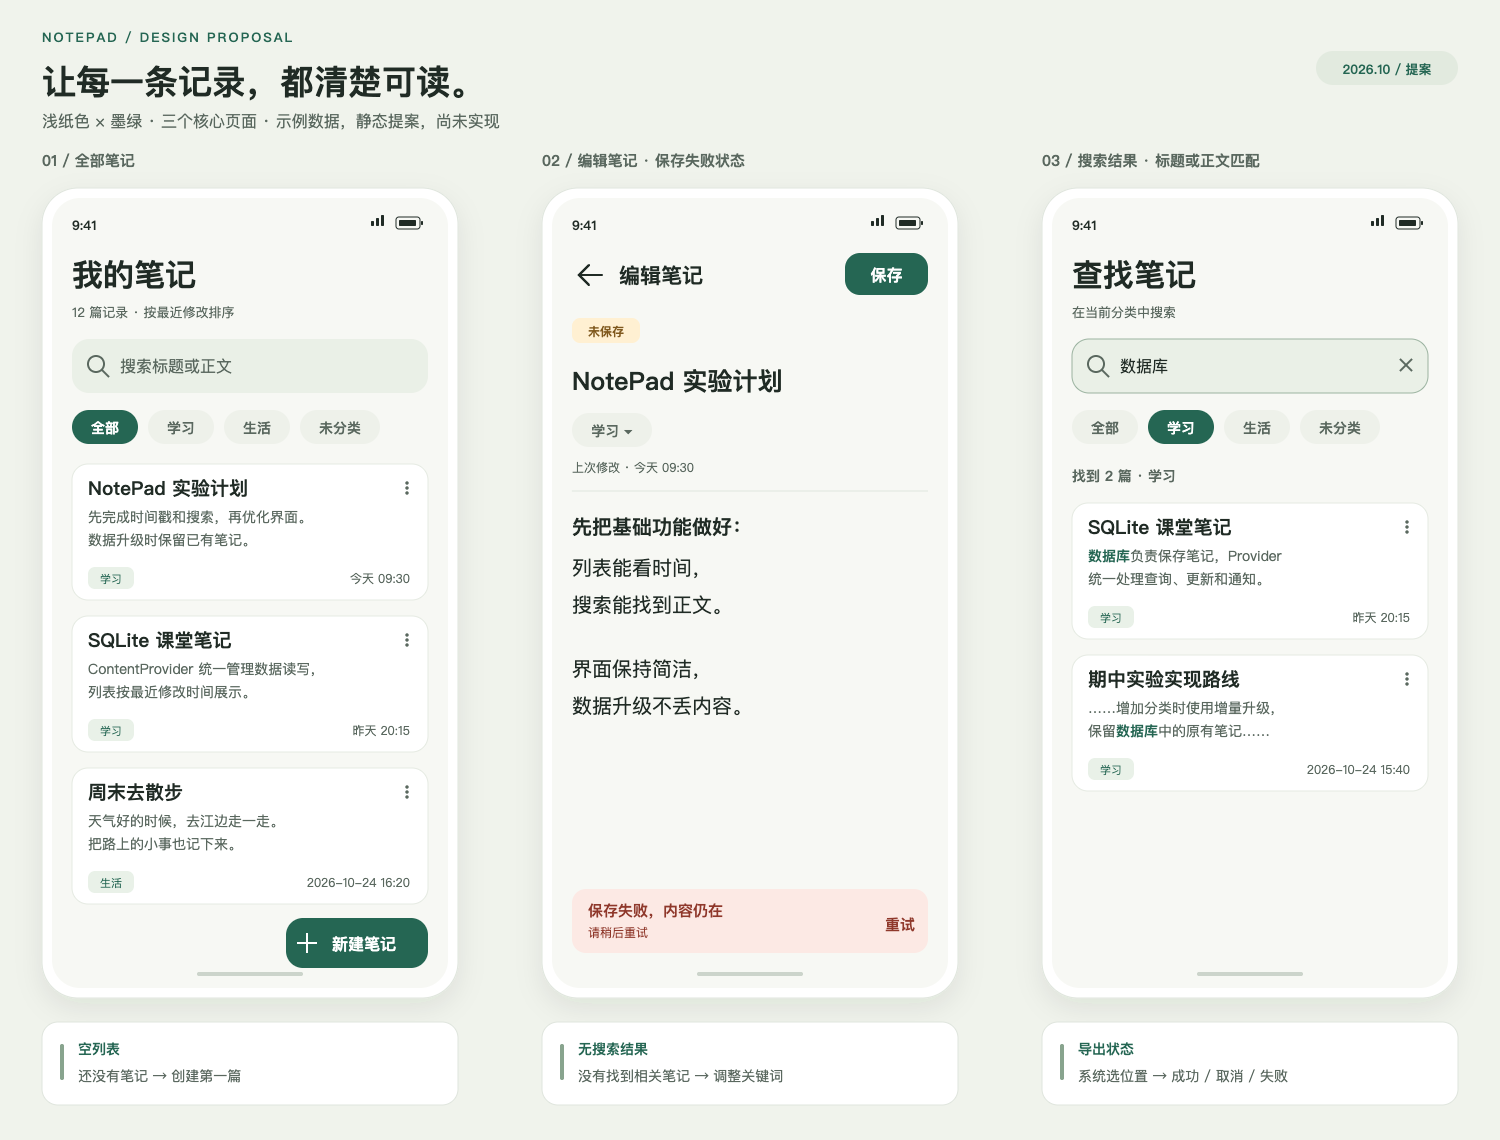 NOTEPAD / DESIGN PROPOSAL
让每一条记录，都清楚可读。
2026.10 / 提案
浅纸色 × 墨绿 · 三个核心页面 · 示例数据，静态提案，尚未实现
01 / 全部笔记
9:41
我的笔记
12 篇记录 · 按最近修改排序
搜索标题或正文
全部 学习 生活 未分类
NotePad 实验计划
先完成时间戳和搜索，再优化界面。
数据升级时保留已有笔记。
学习 今天 09:30
SQLite 课堂笔记
ContentProvider 统一管理数据读写，
列表按最近修改时间展示。
学习 昨天 20:15
周末去散步
天气好的时候，去江边走一走。
把路上的小事也记下来。
生活 2026-10-24 16:20
新建笔记
02 / 编辑笔记 · 保存失败状态
9:41
编辑笔记 保存
未保存
NotePad 实验计划
学习
上次修改 · 今天 09:30
先把基础功能做好：
列表能看时间，
搜索能找到正文。
界面保持简洁，
数据升级不丢内容。
保存失败，内容仍在
请稍后重试
重试
03 / 搜索结果 · 标题或正文匹配
9:41
查找笔记
在当前分类中搜索
数据库
全部 学习 生活 未分类
找到 2 篇 · 学习
SQLite 课堂笔记
数据库负责保存笔记，Provider
统一处理查询、更新和通知。
学习 昨天 20:15
期中实验实现路线
……增加分类时使用增量升级，
保留数据库中的原有笔记……
学习 2026-10-24 15:40
空列表
还没有笔记 → 创建第一篇
无搜索结果
没有找到相关笔记 → 调整关键词
导出状态
系统选位置 → 成功 / 取消 / 失败